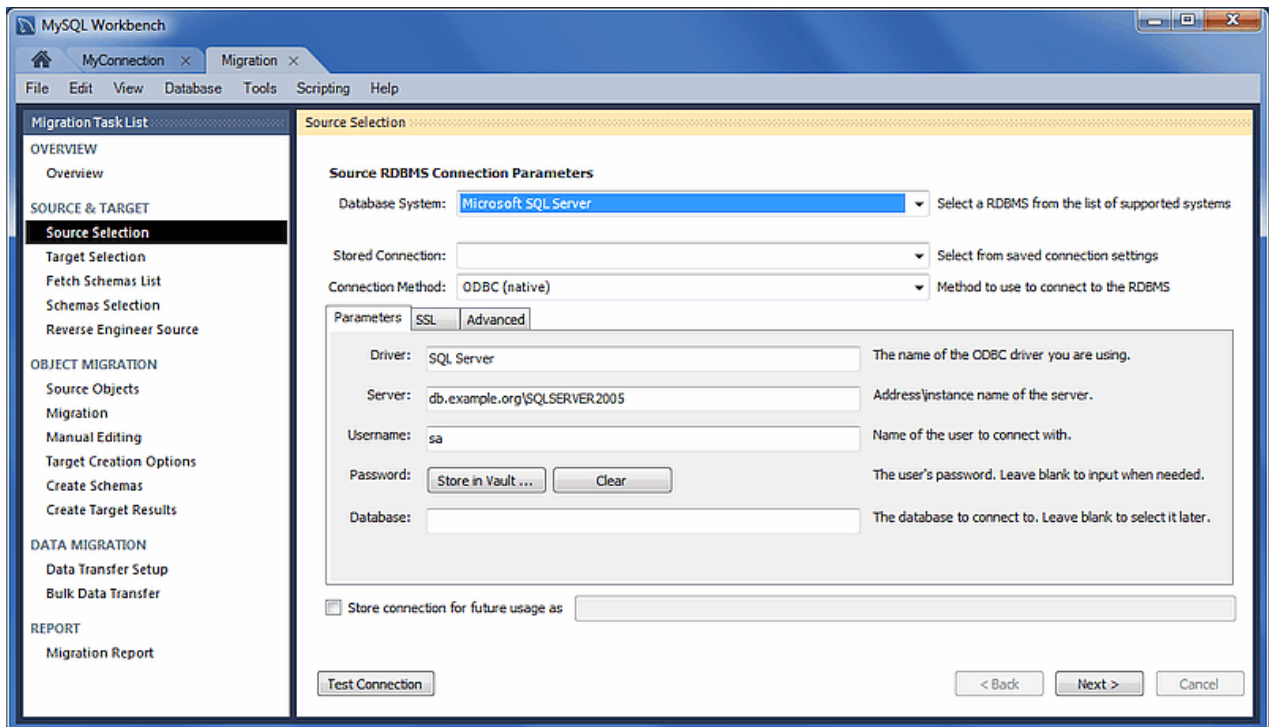 MySQL Workbench
MyConnection × Migration ×
File Edit View Database Tools Scripting Help
Migration Task List
OVERVIEW
Overview
SOURCE & TARGET
Source Selection
Target Selection
Fetch Schemas List
Schemas Selection
Reverse Engineer Source
OBJECT MIGRATION
Source Objects
Migration
Manual Editing
Target Creation Options
Create Schemas
Create Target Results
DATA MIGRATION
Data Transfer Setup
Bulk Data Transfer
REPORT
Migration Report
Source Selection
Source RDBMS Connection Parameters
Database System: Microsoft SQL Server Select a RDBMS from the list of supported systems
Stored Connection: Select from saved connection settings
Connection Method: ODBC (native) Method to use to connect to the RDBMS
Parameters SSL Advanced
Driver: SQL Server The name of the ODBC driver you are using.
Server: db.example.org\SQLSERVER2005 Address\instance name of the server.
Username: sa Name of the user to connect with.
Password: Store in Vault ... Clear The user's password. Leave blank to input when needed.
Database: The database to connect to. Leave blank to select it later.
Store connection for future usage as
Test Connection < Back Next > Cancel